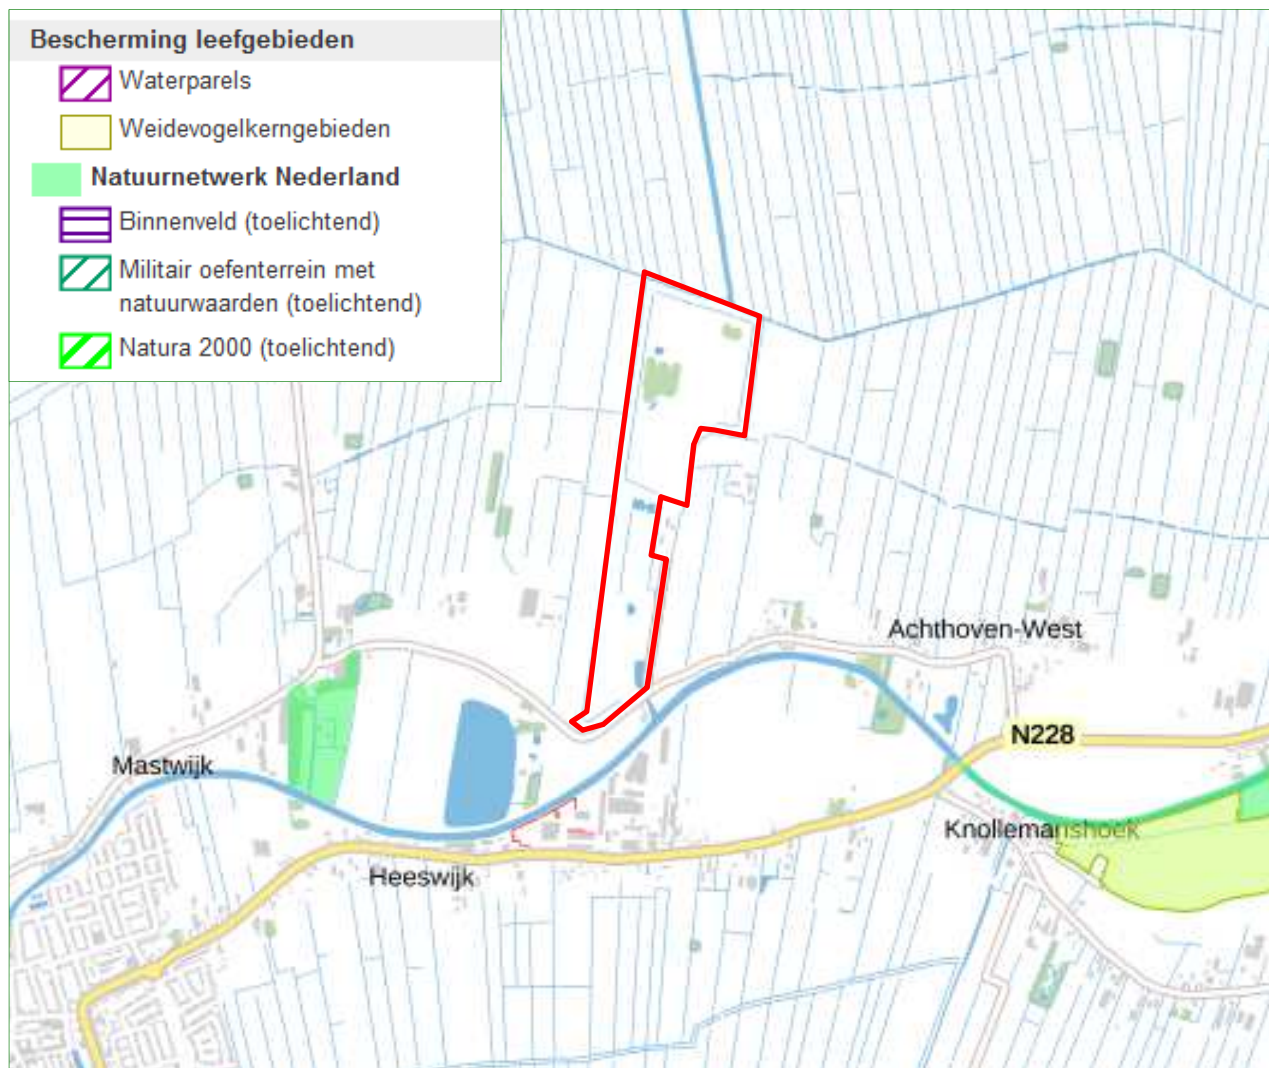 Bescherming leefgebieden
Waterparels
Weidevogelkerngebieden
Natuurnetwerk Nederland
Binnenveld (toelichtend)
Militair oefenterrein met
natuurwaarden (toelichtend)
Natura 2000 (toelichtend)
Achthoven-West
N228
Mastwijk
Knollemanshoek
Heeswijk